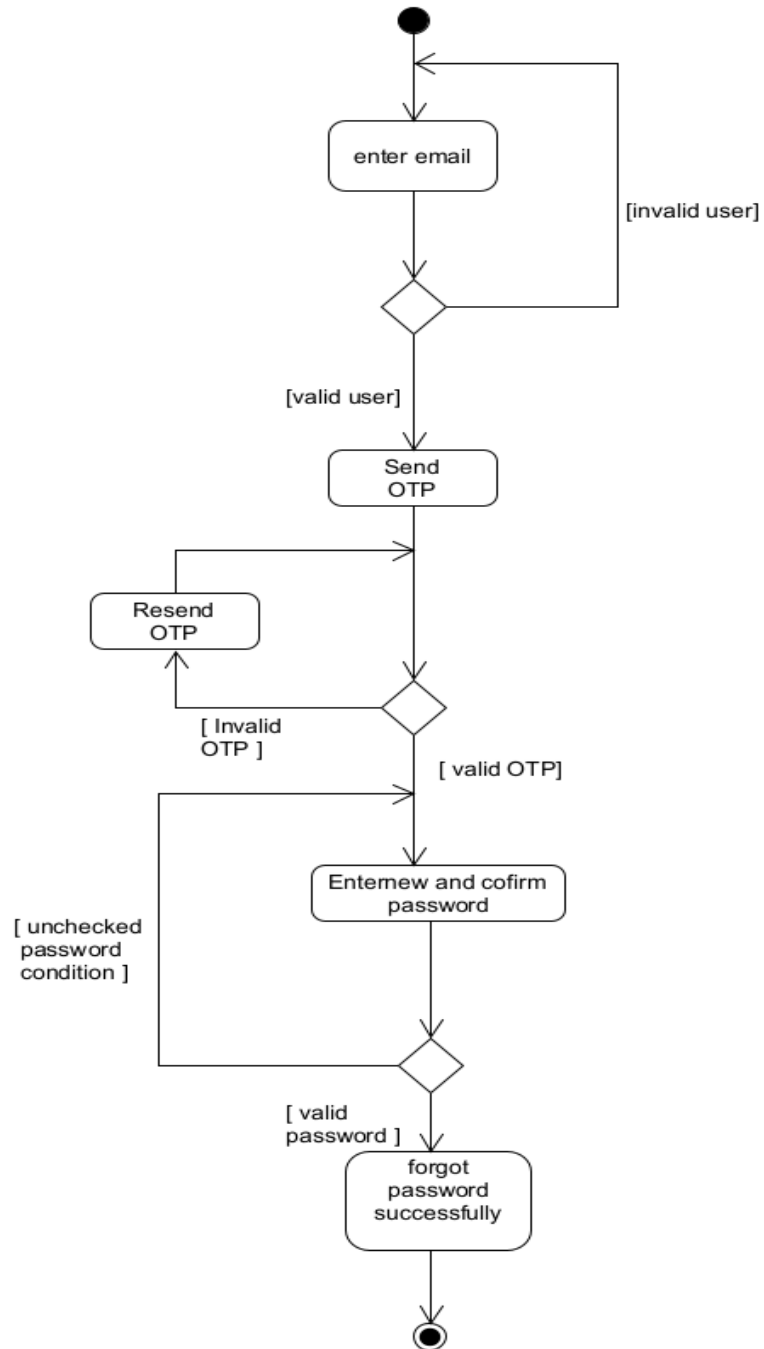 enter email
[invalid user]
[valid user]
Send
OTP
Resend
OTP
[ Invalid
OTP ]
[ valid OTP]
Enternew and cofirm
password
[ unchecked
password
condition ]
[ valid
password ]
forgot
password
successfully